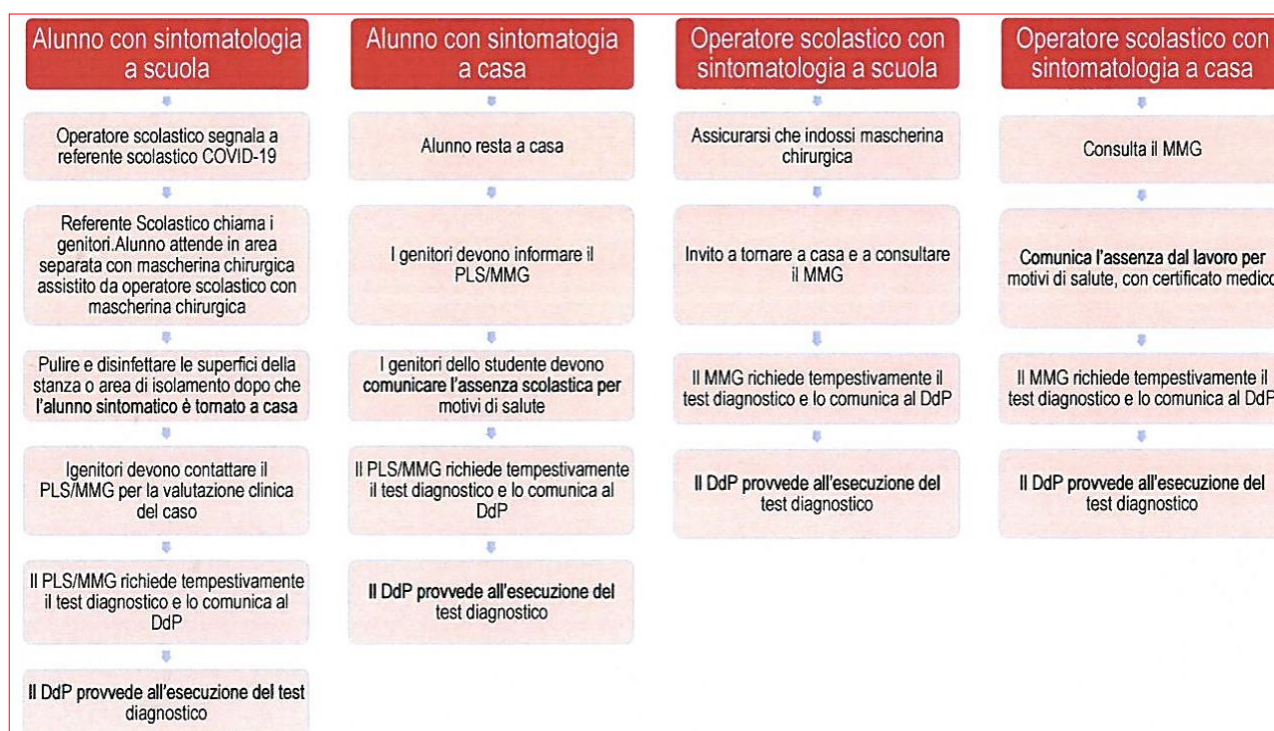 Alunno con sintomatologia
a scuola
Operatore scolastico segnala a
referente scolastico COVID-19
Referente Scolastico chiama i
genitori.Alunno attende in area
separata con mascherina chirurgica
assistito da operatore scolastico con
mascherina chirurgica
Pulire e disinfettare le superfici della
stanza o area di isolamento dopo che
l'alunno sintomatico è tornato a casa
Igenitori devono contattare il
PLS/MMG per la valutazione clinica
del caso
Il PLS/MMG richiede tempestivamente
il test diagnostico e lo comunica al
DdP
Il DdP provvede all'esecuzione del test
diagnostico
Alunno con sintomatogia
a casa
Alunno resta a casa
I genitori devono informare il
PLS/MMG
I genitori dello studente devono
comunicare l'assenza scolastica per
motivi di salute
Il PLS/MMG richiede tempestivamente
il test diagnostico e lo comunica al
DdP
Il DdP provvede all'esecuzione del
test diagnostico
Operatore scolastico con
sintomatologia a scuola
Assicurarsi che indossi mascherina
chirurgica
Invito a tornare a casa e a consultare
il MMG
Il MMG richiede tempestivamente il
test diagnostico e lo comunica al DdP
Il DdP provvede all'esecuzione del
test diagnostico
Operatore scolastico con
sintomatologia a casa
Consulta il MMG
Comunica l'assenza dal lavoro per
motivi di salute, con certificato medico
Il MMG richiede tempestivamente il
test diagnostico e lo comunica al DdP
Il DdP provvede all'esecuzione del
test diagnostico